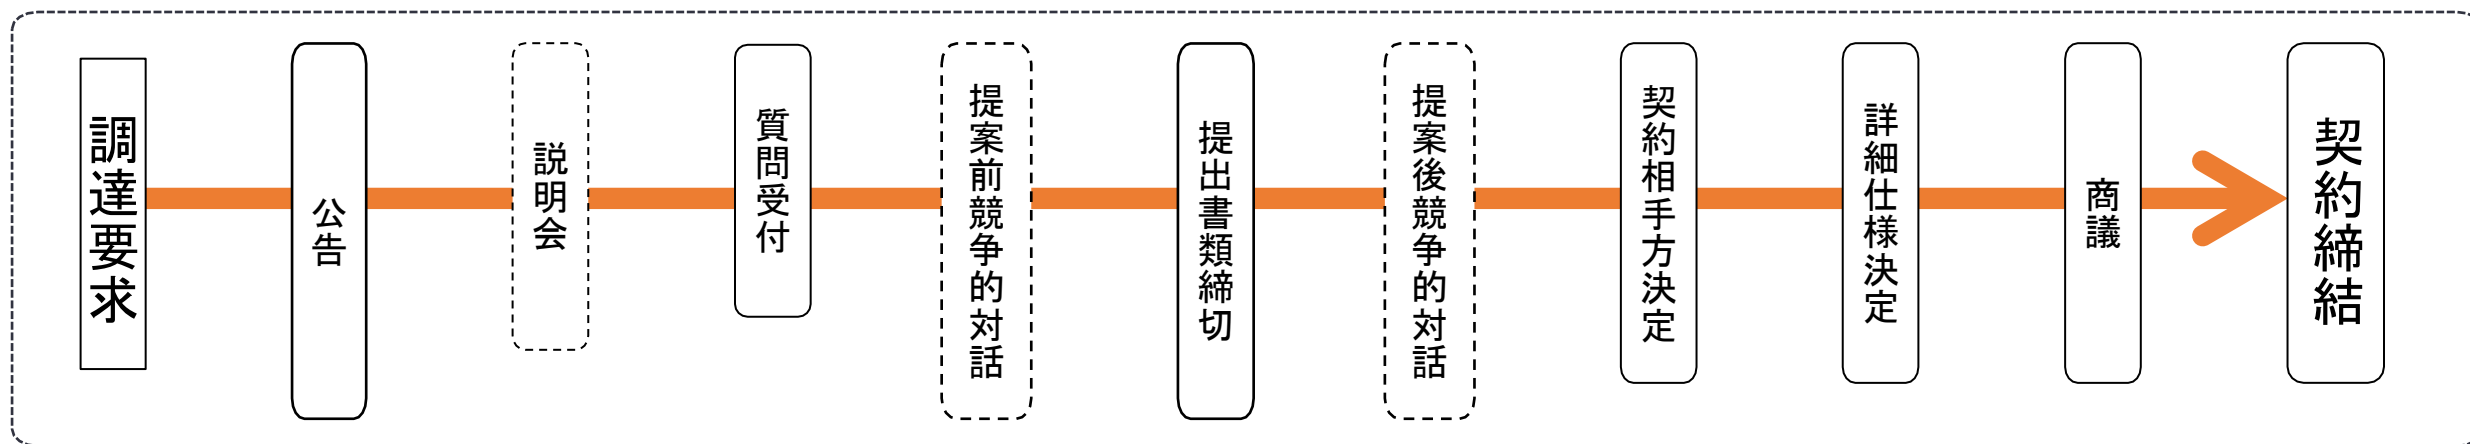 調達要求
公告
説明会
質問受付
提案前競争的対話
提出書類締切
提案後競争的対話
契約相手方決定
詳細仕様決定
商議
契約締結